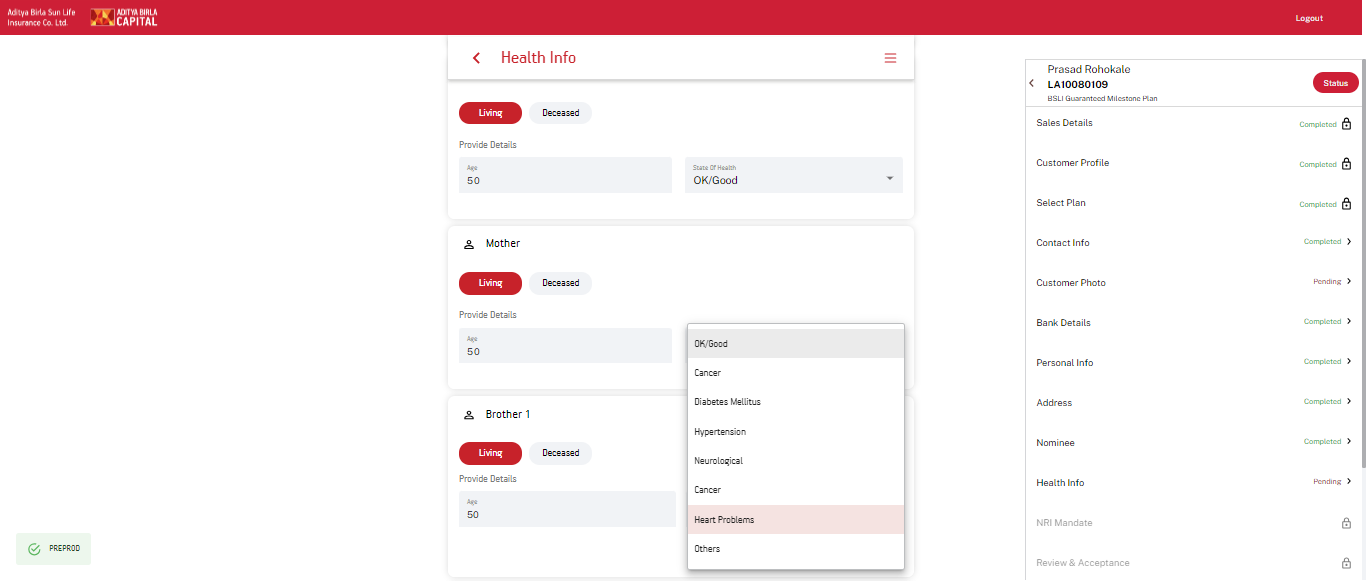 Aditya Birla Sun Life
Insurance Co. Ltd.
ADITYA BIRLA
CAPITAL
Logout
Health Info
Living
Deceased
Provide Details
Age
50
State Of Health
OK/Good
Mother
Living
Deceased
Provide Details
Age
50
OK/Good
Cancer
Diabetes Mellitus
Hypertension
Neurological
Cancer
Heart Problems
Others
Brother 1
Living
Deceased
Provide Details
Age
50
PREPROD
Prasad Rohokale
LA10080109
BSLI Guaranteed Milestone Plan
Status
Sales Details
Completed
Customer Profile
Completed
Select Plan
Completed
Contact Info
Completed
Customer Photo
Pending
Bank Details
Completed
Personal Info
Completed
Address
Completed
Nominee
Completed
Health Info
Pending
NRI Mandate
Review & Acceptance